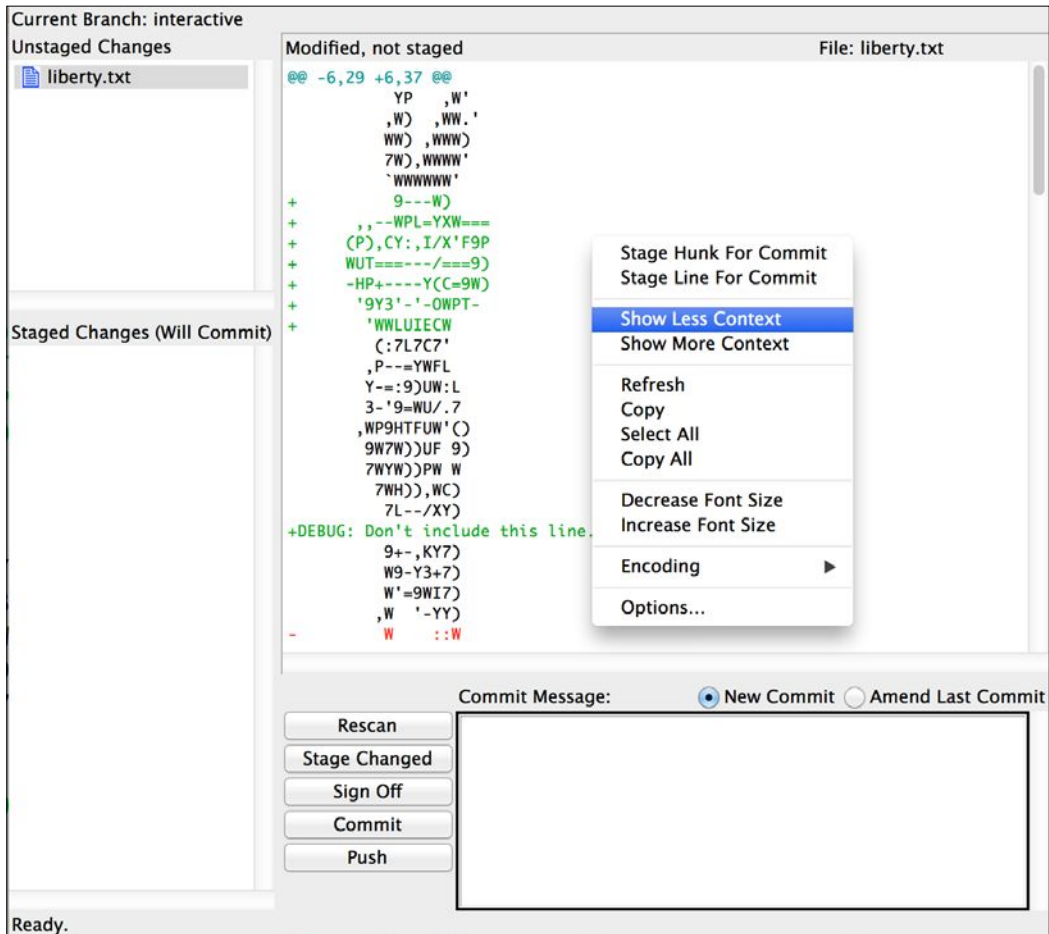 Current Branch: interactive
Unstaged Changes
liberty.txt
Staged Changes (Will Commit)
Modified, not staged File: liberty.txt
@@ -6,29 +6,37 @@
YP ,W'
,W) ,WW.'
WW) ,WWW)
7W),WWWW'
`WWWWWW'
+ 9---W)
+ ,,--WPL=YXW===
+ (P),CY:,I/X'F9P
+ WUT===---/===9)
+ -HP+----Y(C=9W)
+ '9Y3'-'-OWPT-
+ 'WWLUIECW
(:7L7C7'
,P--=YWFL
Y-=:9)UW:L
3-'9=WU/.7
,WP9HTFUW'()
9W7W))UF 9)
7WYW))PW W
7WH)),WC)
7L--/XY)
+DEBUG: Don't include this line.
9+-,KY7)
W9-Y3+7)
W'=9WI7)
,W '-YY)
- W ::W
Stage Hunk For Commit
Stage Line For Commit
Show Less Context
Show More Context
Refresh
Copy
Select All
Copy All
Decrease Font Size
Increase Font Size
Encoding
Options...
Commit Message: New Commit Amend Last Commit
Rescan
Stage Changed
Sign Off
Commit
Push
Ready.